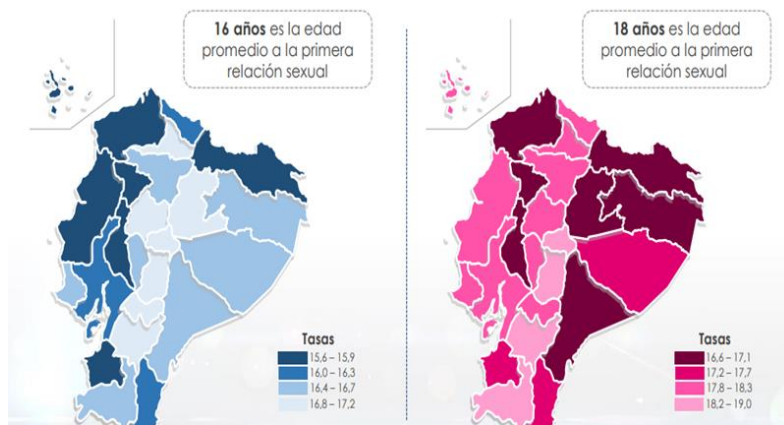 16 años es la edad
promedio a la primera
relación sexual
Tasas
15,6 – 15,9
16,0 – 16,3
16,4 – 16,7
16,8 – 17,2
18 años es la edad
promedio a la primera
relación sexual
Tasas
16,6 – 17,1
17,2 – 17,7
17,8 – 18,3
18,2 – 19,0